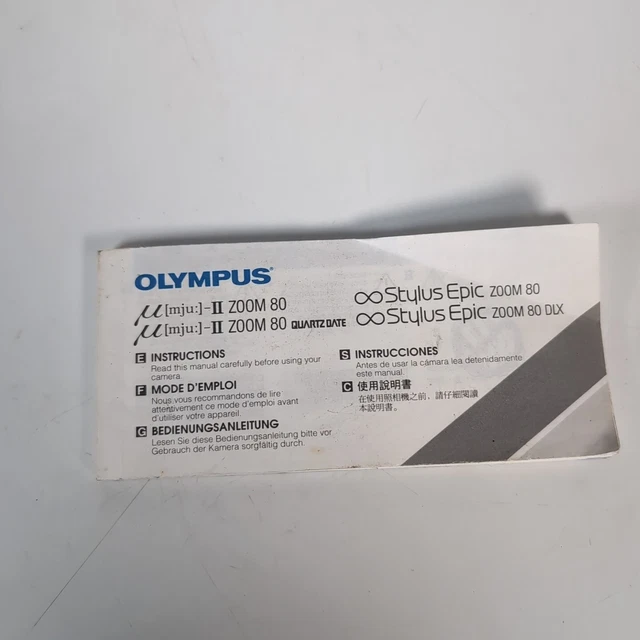 OLYMPUS®
µ[mju:]-II ZOOM 80
µ[mju:]-II ZOOM 80 QUARTZ DATE
∞Stylus Epic ZOOM 80
∞Stylus Epic ZOOM 80 DLX
E INSTRUCTIONS
Read this manual carefully before using your
camera.
F MODE D'EMPLOI
Nous vous recommandons de lire
attentivement ce mode d'emploi avant
d'utiliser votre appareil.
G BEDIENUNGSANLEITUNG
Lesen Sie diese Bedienungsanleitung bitte vor
Gebrauch der Kamera sorgfältig durch.
S INSTRUCCIONES
Antes de usar la cámara lea detenidamente
este manual.
C 使用說明書
在使用照相機之前，請仔細閱讀
本說明書。